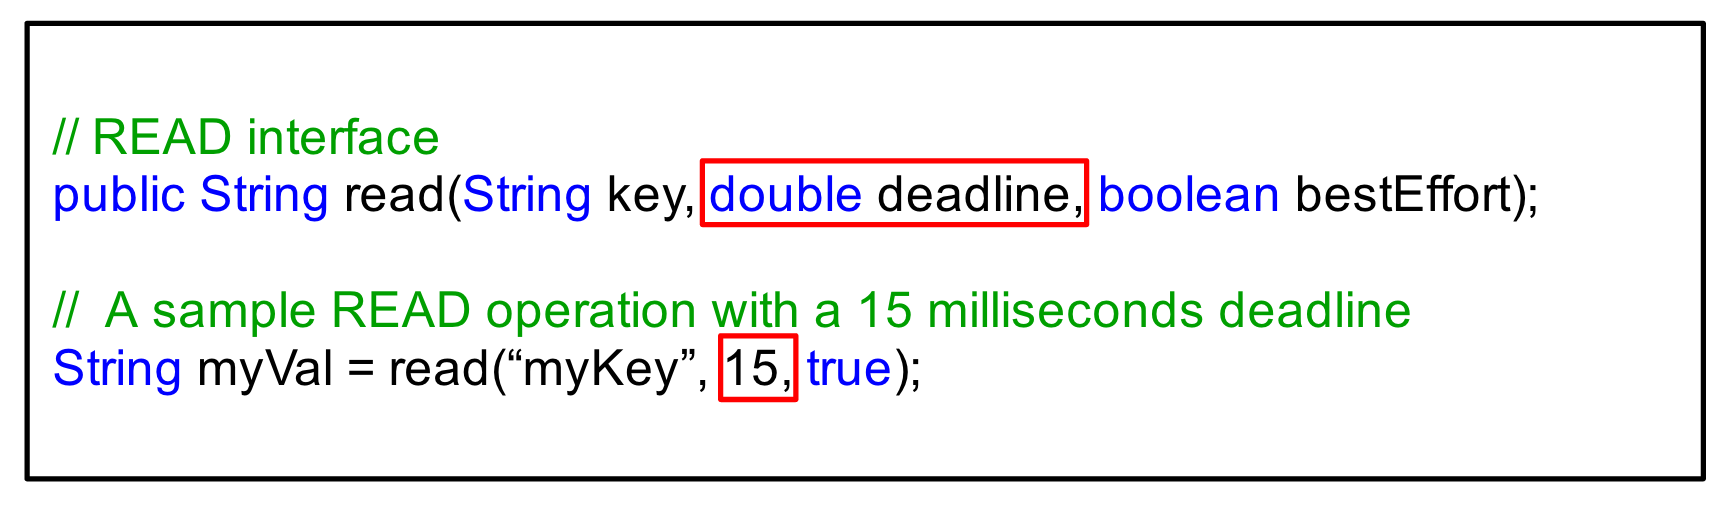 // READ interface
public String read(String key, double deadline, boolean bestEffort);
//  A sample READ operation with a 15 milliseconds deadline
String myVal = read(“myKey”, 15, true);